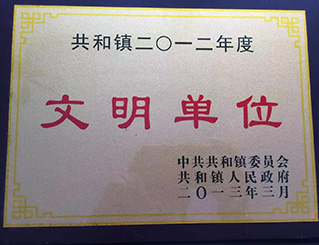 共和镇二〇一二年度
文明单位
中共共和镇委员会
共和镇人民政府
二〇一三年三月